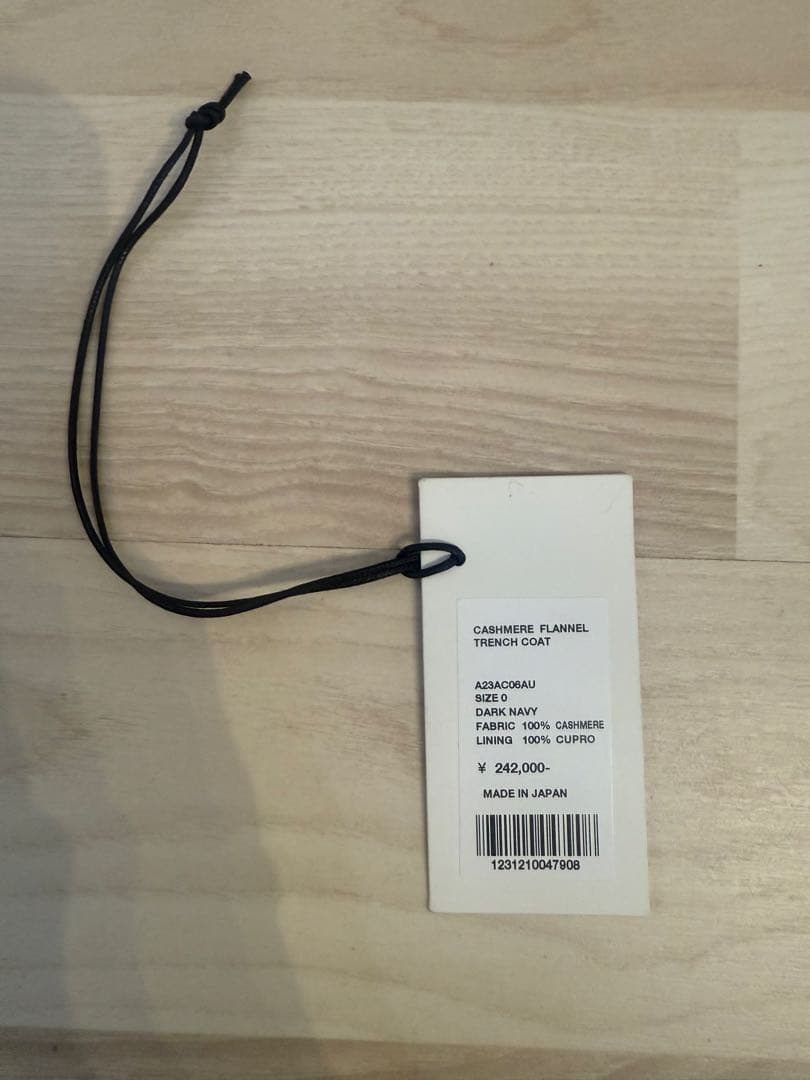 CASHMERE FLANNEL
TRENCH COAT
A23AC06AU
SIZE 0
DARK NAVY
FABRIC 100% CASHMERE
LINING 100% CUPRO
¥ 242,000-
MADE IN JAPAN
1231210047908